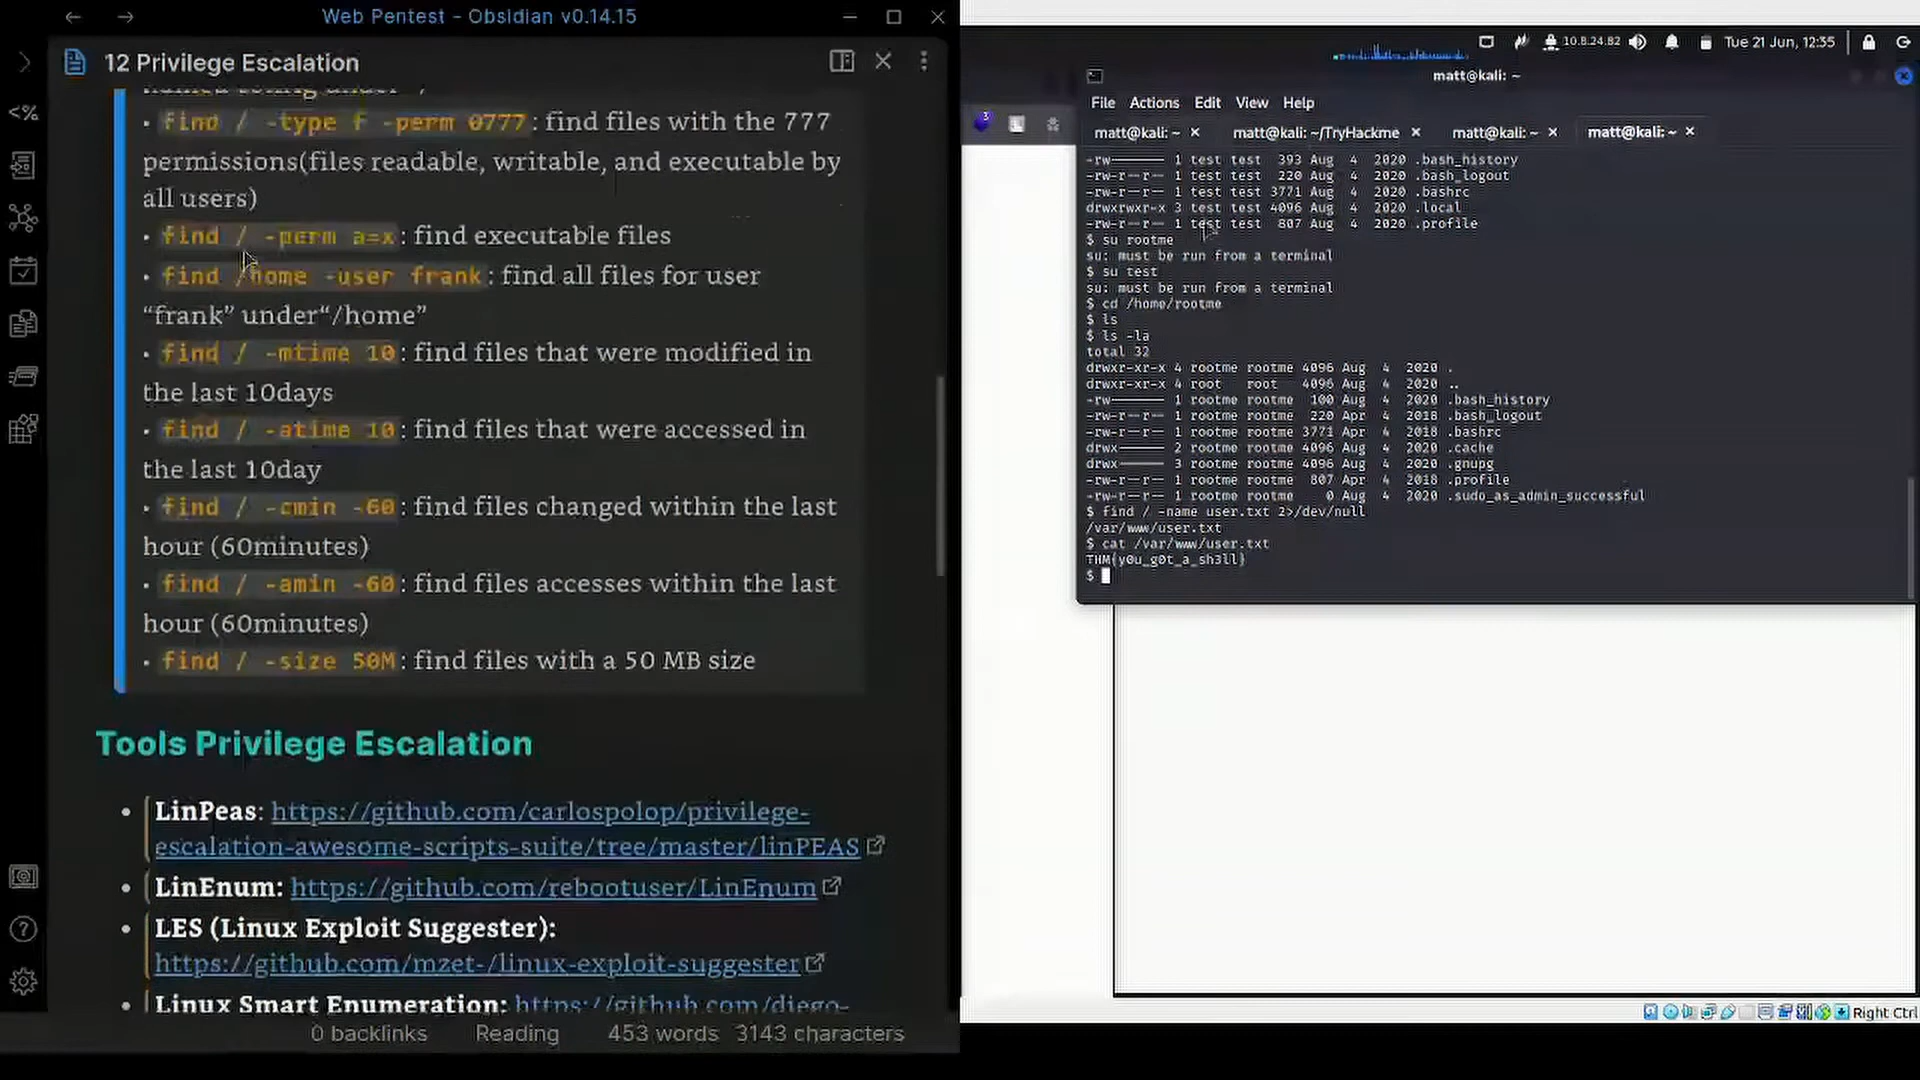 Web Pentest - Obsidian v0.14.15
12 Privilege Escalation
find / -type f -perm 0777: find files with the 777
permissions(files readable, writable, and executable by
all users)
find / -perm a=x: find executable files
find /home -user frank: find all files for user
“frank” under“/home”
find / -mtime 10: find files that were modified in
the last 10days
find / -atime 10: find files that were accessed in
the last 10day
find / -cmin -60: find files changed within the last
hour (60minutes)
find / -amin -60: find files accesses within the last
hour (60minutes)
find / -size 50M: find files with a 50 MB size
Tools Privilege Escalation
LinPeas: https://github.com/carlospolop/privilege-
escalation-awesome-scripts-suite/tree/master/linPEAS
LinEnum: https://github.com/rebootuser/LinEnum
LES (Linux Exploit Suggester):
https://github.com/mzet-/linux-exploit-suggester
Linux Smart Enumeration: https://github.com/diego-
0 backlinks Reading 453 words 3143 characters
10.8.24.82 Tue 21 Jun, 12:35
matt@kali: ~
File Actions Edit View Help
matt@kali: ~ matt@kali: ~/TryHackme matt@kali: ~ matt@kali: ~
-rw------- 1 test test 393 Aug 4 2020 .bash_history
-rw-r--r-- 1 test test 220 Aug 4 2020 .bash_logout
-rw-r--r-- 1 test test 3771 Aug 4 2020 .bashrc
drwxrwxr-x 3 test test 4096 Aug 4 2020 .local
-rw-r--r-- 1 test test 807 Aug 4 2020 .profile
$ su rootme
su: must be run from a terminal
$ su test
su: must be run from a terminal
$ cd /home/rootme
$ ls
$ ls -la
total 32
drwxr-xr-x 4 rootme rootme 4096 Aug 4 2020 .
drwxr-xr-x 4 root root 4096 Aug 4 2020 ..
-rw------- 1 rootme rootme 100 Aug 4 2020 .bash_history
-rw-r--r-- 1 rootme rootme 220 Apr 4 2018 .bash_logout
-rw-r--r-- 1 rootme rootme 3771 Apr 4 2018 .bashrc
drwx------ 2 rootme rootme 4096 Aug 4 2020 .cache
drwx------ 3 rootme rootme 4096 Aug 4 2020 .gnupg
-rw-r--r-- 1 rootme rootme 807 Apr 4 2018 .profile
-rw-r--r-- 1 rootme rootme 0 Aug 4 2020 .sudo_as_admin_successful
$ find / -name user.txt 2>/dev/null
/var/www/user.txt
$ cat /var/www/user.txt
THM{y0u_g0t_a_sh3ll}
$
Right Ctrl